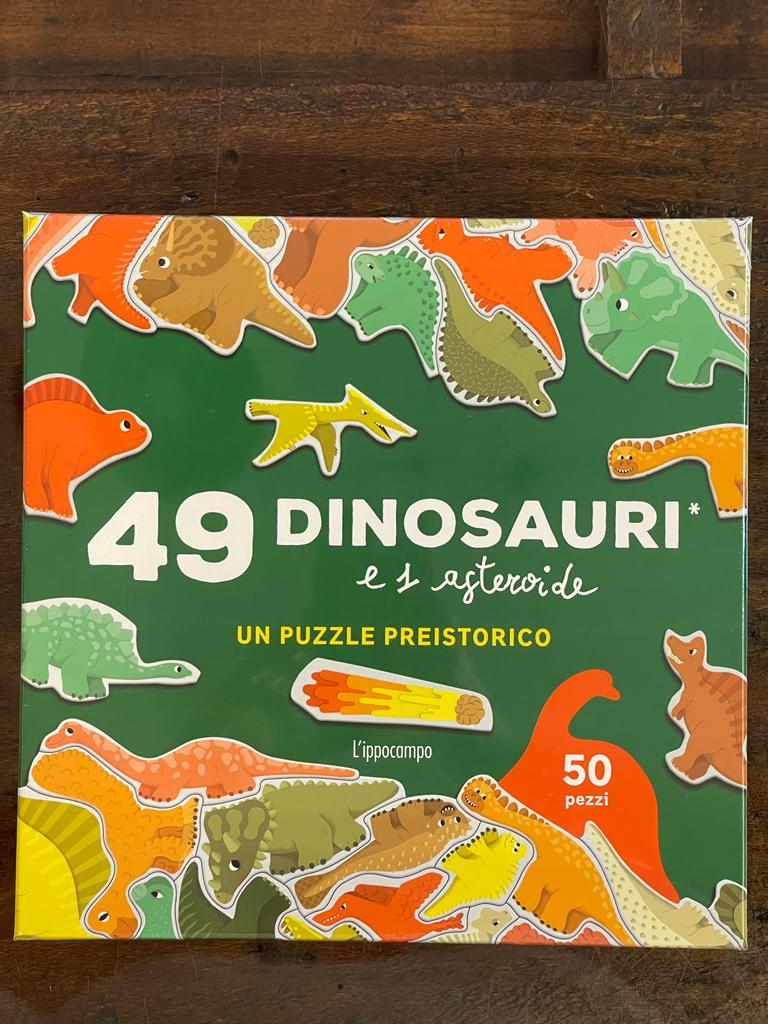 49 DINOSAURI*
e 1 asteroide
UN PUZZLE PREISTORICO
L'ippocampo
50
pezzi